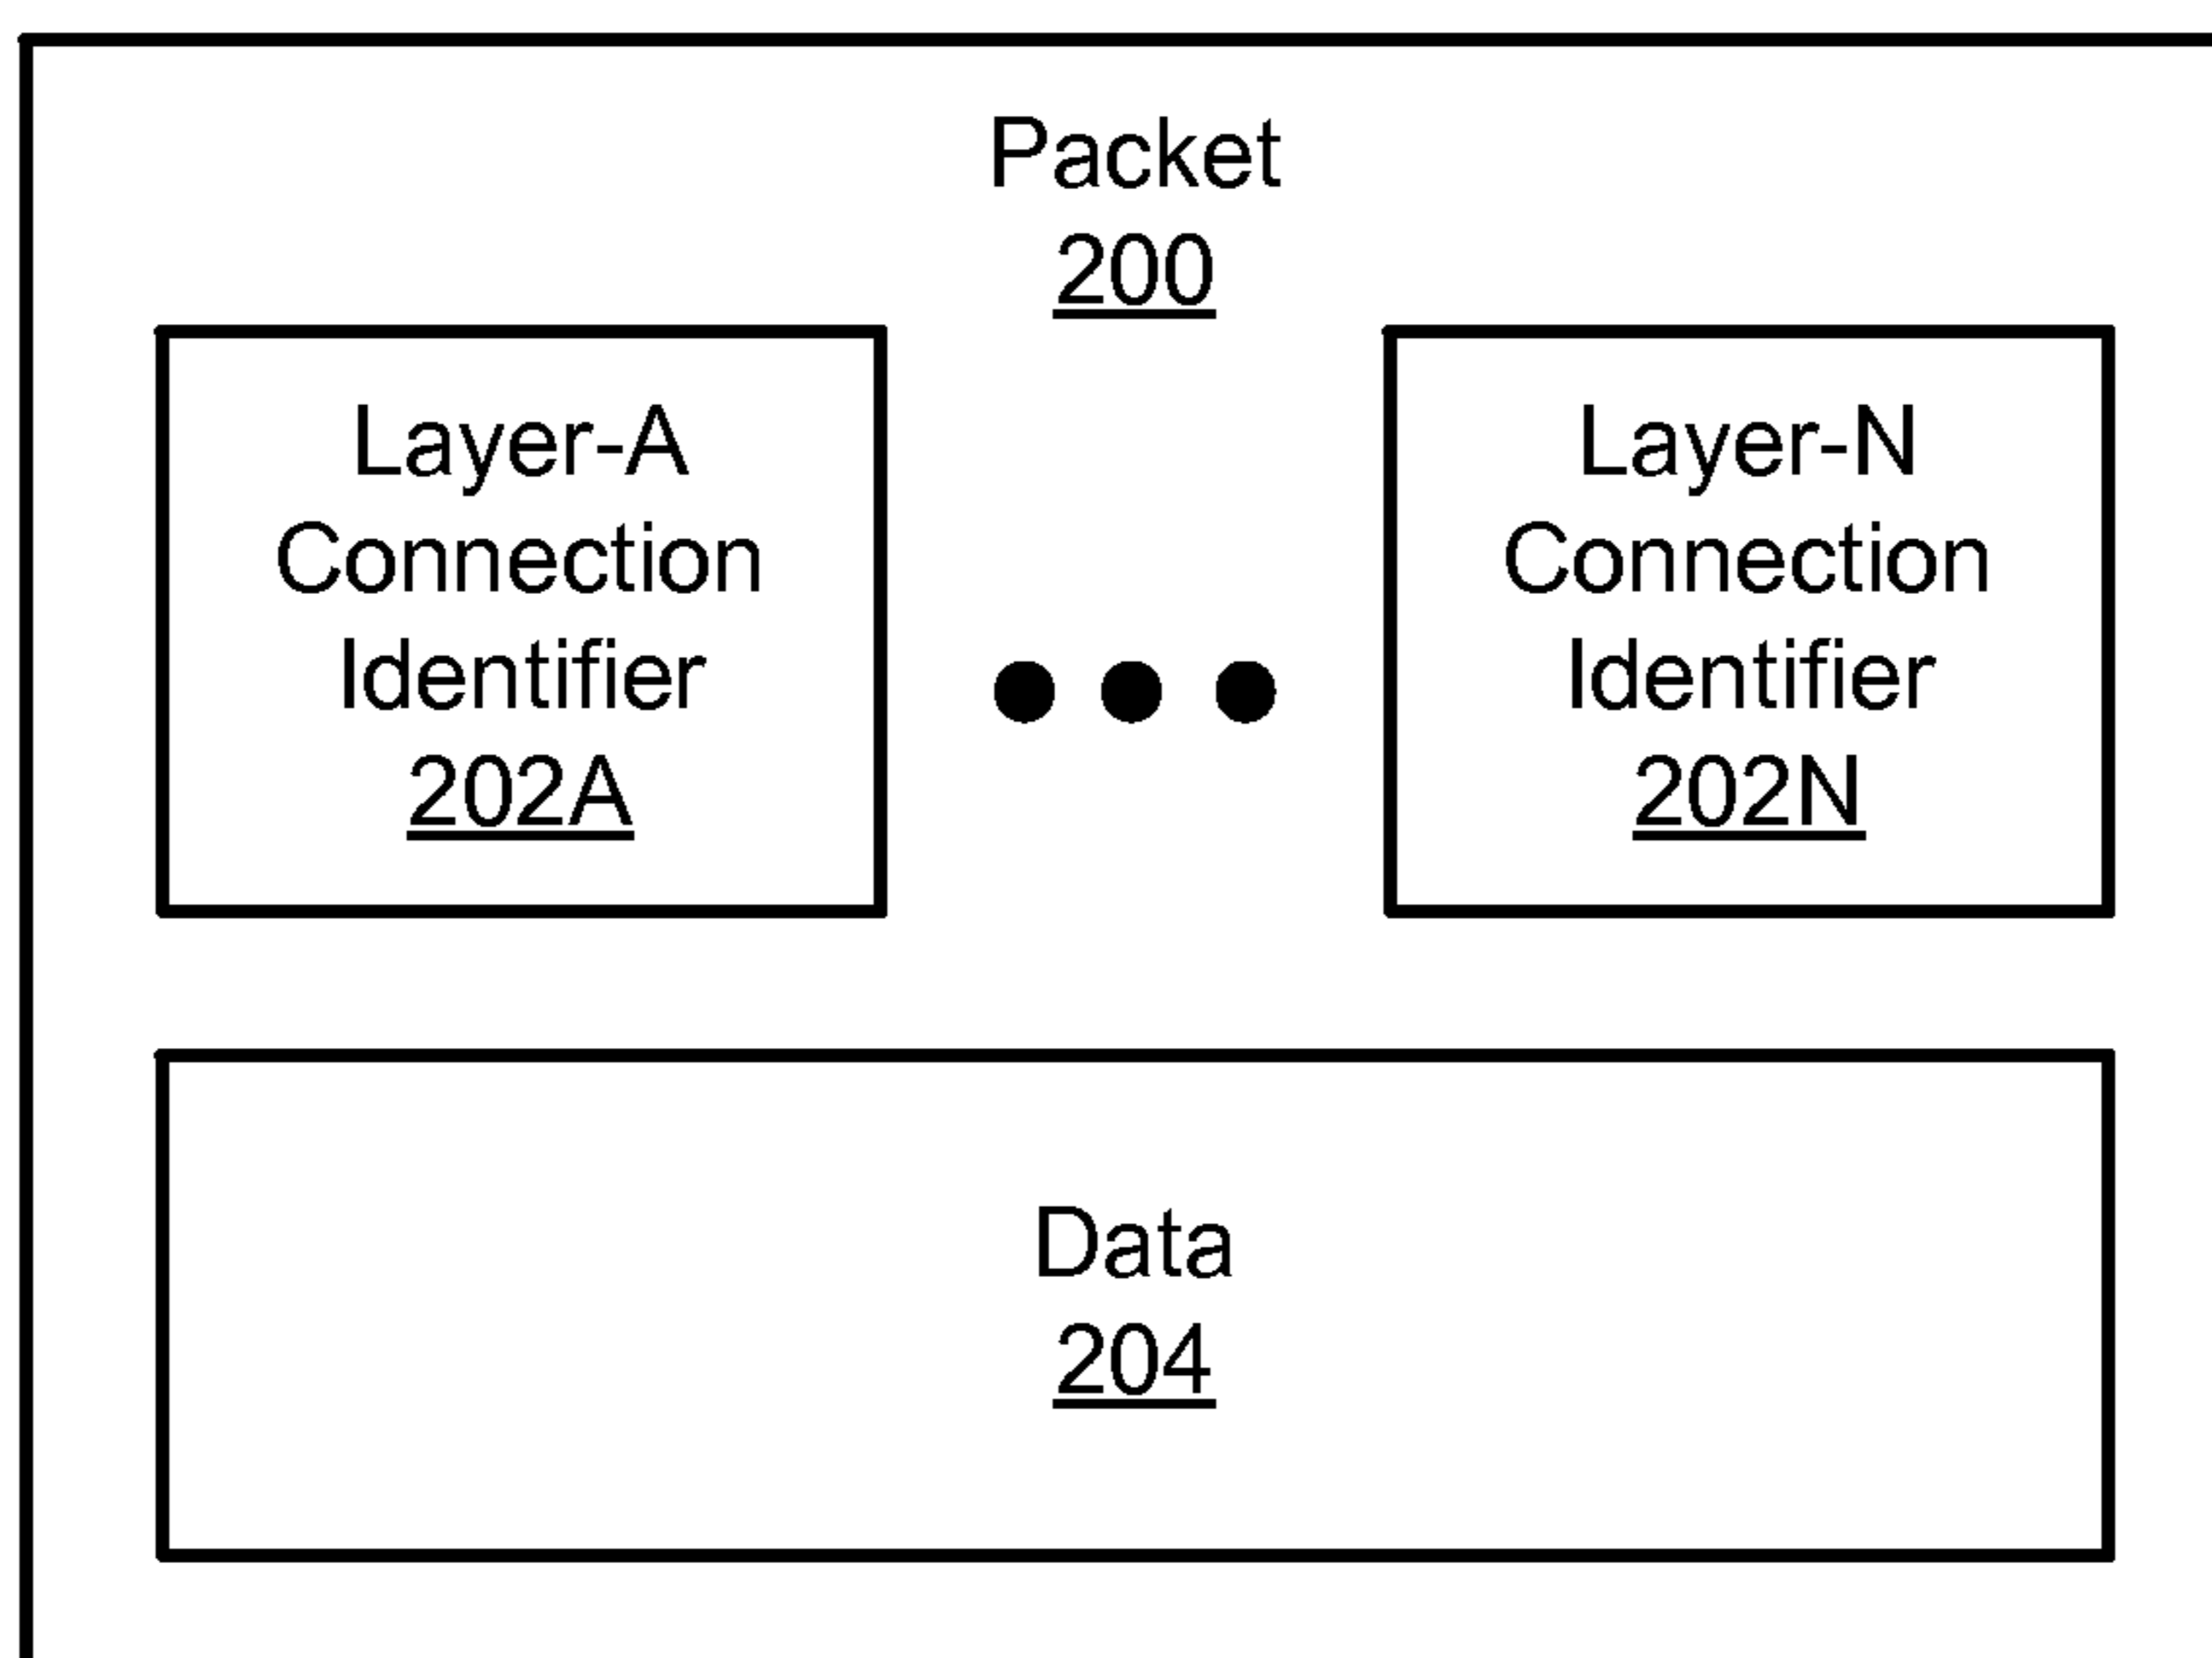 Packet
200
Layer-A
Connection
Identifier
202A
Layer-N
Connection
Identifier
202N
Data
204